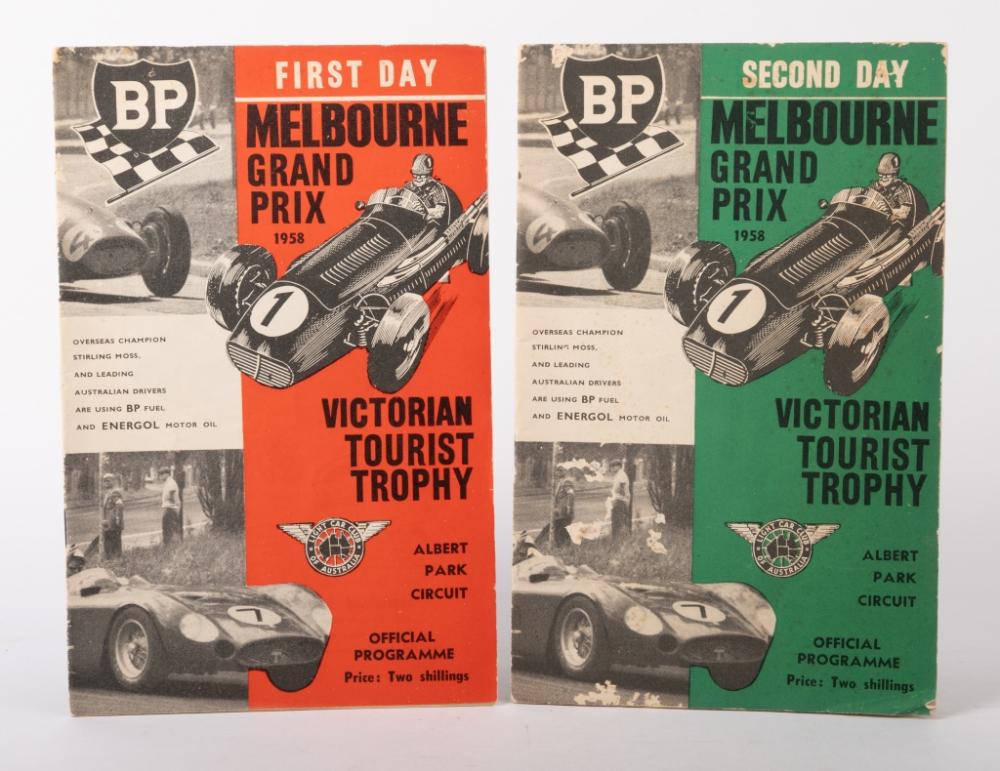 FIRST DAY
BP
MELBOURNE
GRAND
PRIX
1958
4
1
OVERSEAS CHAMPION
STIRLING MOSS,
AND LEADING
AUSTRALIAN DRIVERS
ARE USING BP FUEL
AND ENERGOL MOTOR OIL
VICTORIAN
TOURIST
TROPHY
LIGHT CAR CLUB
OF AUSTRALIA
ALBERT
PARK
CIRCUIT
7
OFFICIAL
PROGRAMME
Price: Two shillings
SECOND DAY
BP
MELBOURNE
GRAND
PRIX
1958
4
1
OVERSEAS CHAMPION
STIRLING MOSS,
AND LEADING
AUSTRALIAN DRIVERS
ARE USING BP FUEL
AND ENERGOL MOTOR OIL
VICTORIAN
TOURIST
TROPHY
LIGHT CAR CLUB
OF AUSTRALIA
ALBERT
PARK
CIRCUIT
7
OFFICIAL
PROGRAMME
Price: Two shillings